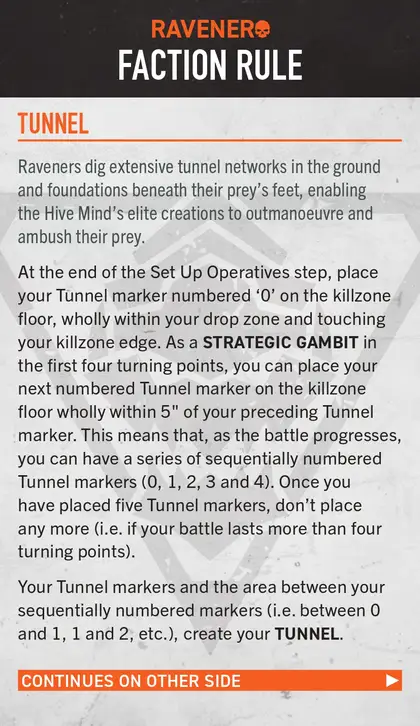 RAVENER
FACTION RULE
TUNNEL
Raveners dig extensive tunnel networks in the ground
and foundations beneath their prey’s feet, enabling
the Hive Mind’s elite creations to outmanoeuvre and
ambush their prey.
At the end of the Set Up Operatives step, place
your Tunnel marker numbered ‘0’ on the killzone
floor, wholly within your drop zone and touching
your killzone edge. As a STRATEGIC GAMBIT in
the first four turning points, you can place your
next numbered Tunnel marker on the killzone
floor wholly within 5" of your preceding Tunnel
marker. This means that, as the battle progresses,
you can have a series of sequentially numbered
Tunnel markers (0, 1, 2, 3 and 4). Once you
have placed five Tunnel markers, don’t place
any more (i.e. if your battle lasts more than four
turning points).
Your Tunnel markers and the area between your
sequentially numbered markers (i.e. between 0
and 1, 1 and 2, etc.), create your TUNNEL.
CONTINUES ON OTHER SIDE